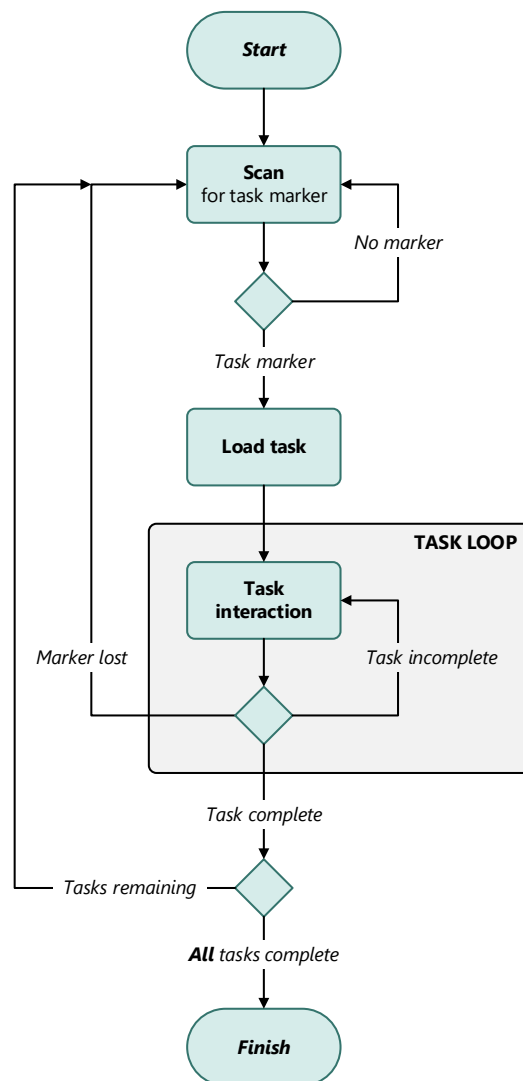 Start
Scan
for task marker
No marker
Task marker
Load task
TASK LOOP
Task
interaction
Marker lost
Task incomplete
Task complete
Tasks remaining
All tasks complete
Finish